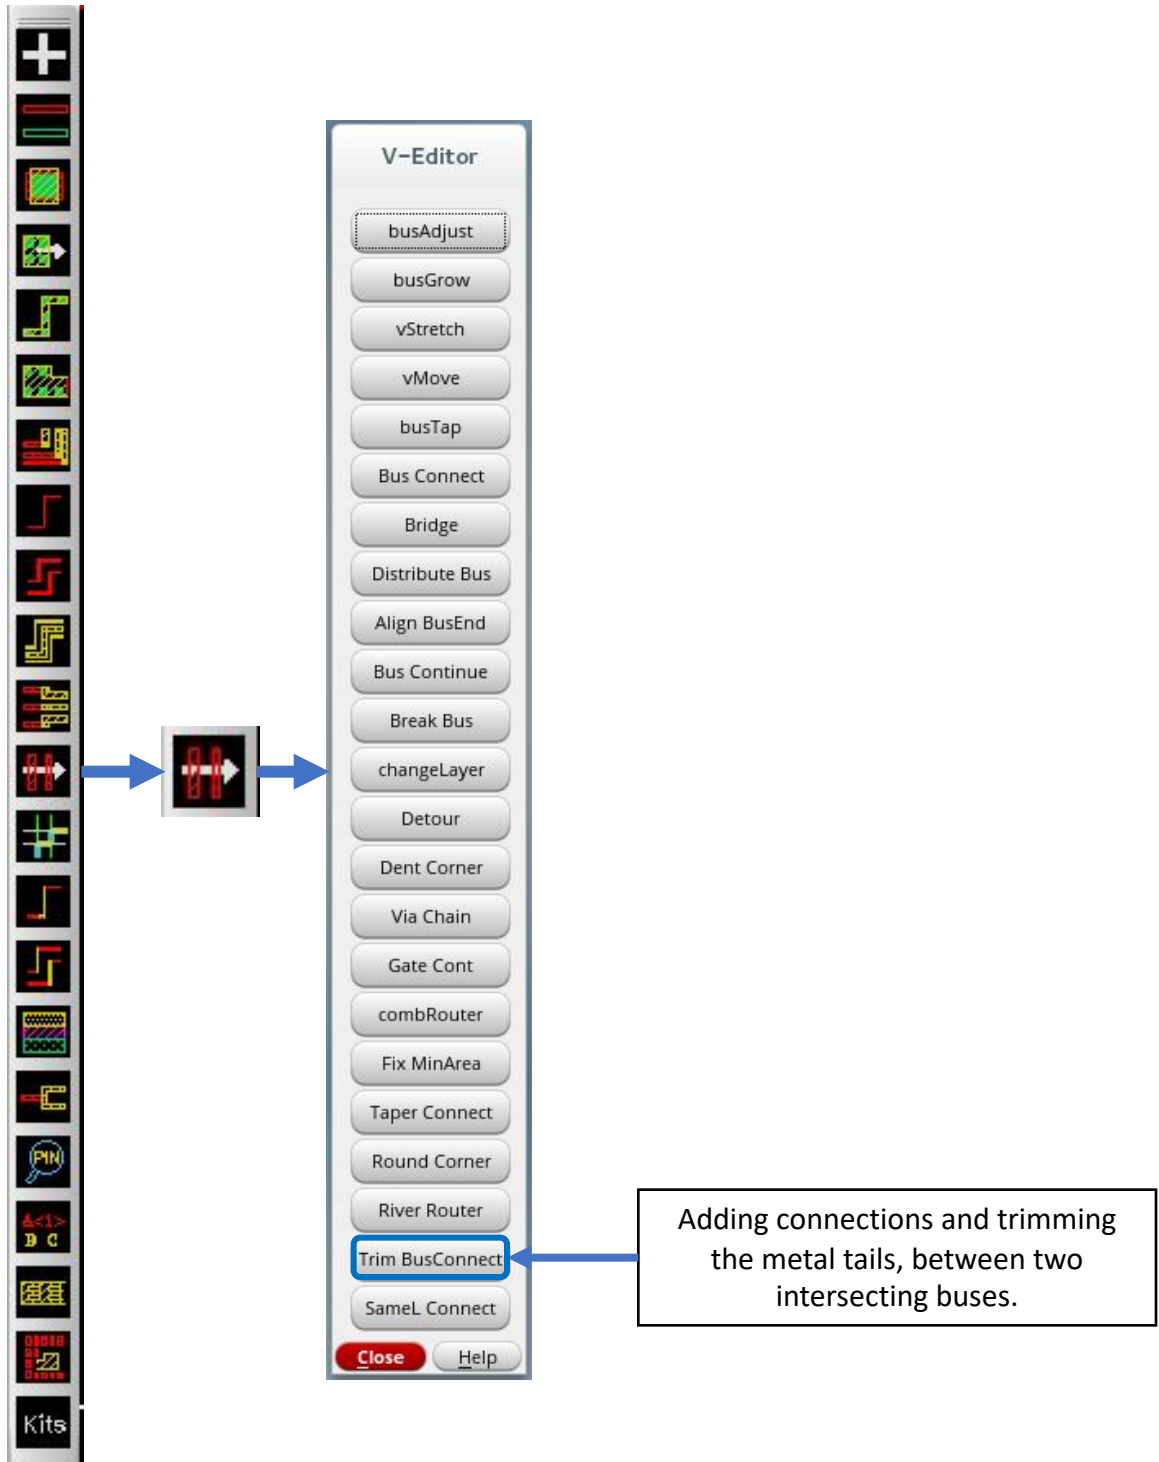 V-Editor
busAdjust
busGrow
vStretch
vMove
busTap
Bus Connect
Bridge
Distribute Bus
Align BusEnd
Bus Continue
Break Bus
changeLayer
Detour
Dent Corner
Via Chain
Gate Cont
combRouter
Fix MinArea
Taper Connect
Round Corner
River Router
Trim BusConnect
SameL Connect
Close Help
PIN
B C
Kits
Adding connections and trimming
the metal tails, between two
intersecting buses.